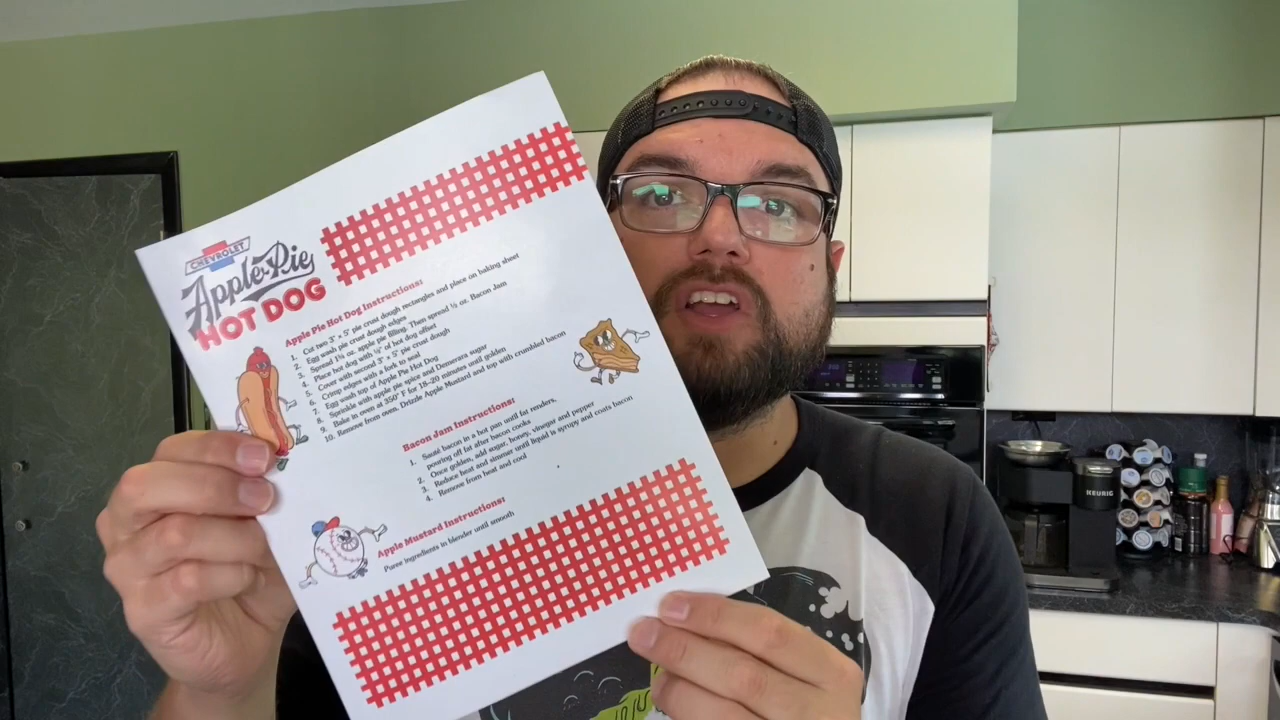 CHEVROLET
Apple Pie
HOT DOG
Apple Pie Hot Dog Instructions:
1. Cut two 3" x 5" pie crust dough rectangles and place on baking sheet
2. Egg wash pie crust dough edges
3. Spread 1¼ oz. apple pie filling. Then spread ½ oz. Bacon Jam
4. Place hot dog with ½" of hot dog offset
5. Cover with second 3" x 5" pie crust dough
6. Crimp edges with a fork to seal
7. Egg wash top of Apple Pie Hot Dog
8. Sprinkle with apple pie spice and Demerara sugar
9. Bake in oven at 350° F for 18-20 minutes until golden
10. Remove from oven. Drizzle Apple Mustard and top with crumbled bacon
Bacon Jam Instructions:
1. Sauté bacon in a hot pan until fat renders,
pouring off fat after bacon cooks
2. Once golden, add sugar, honey, vinegar and pepper
3. Reduce heat and simmer until liquid is syrupy and coats bacon
4. Remove from heat and cool
Apple Mustard Instructions:
Puree ingredients in blender until smooth
KEURIG